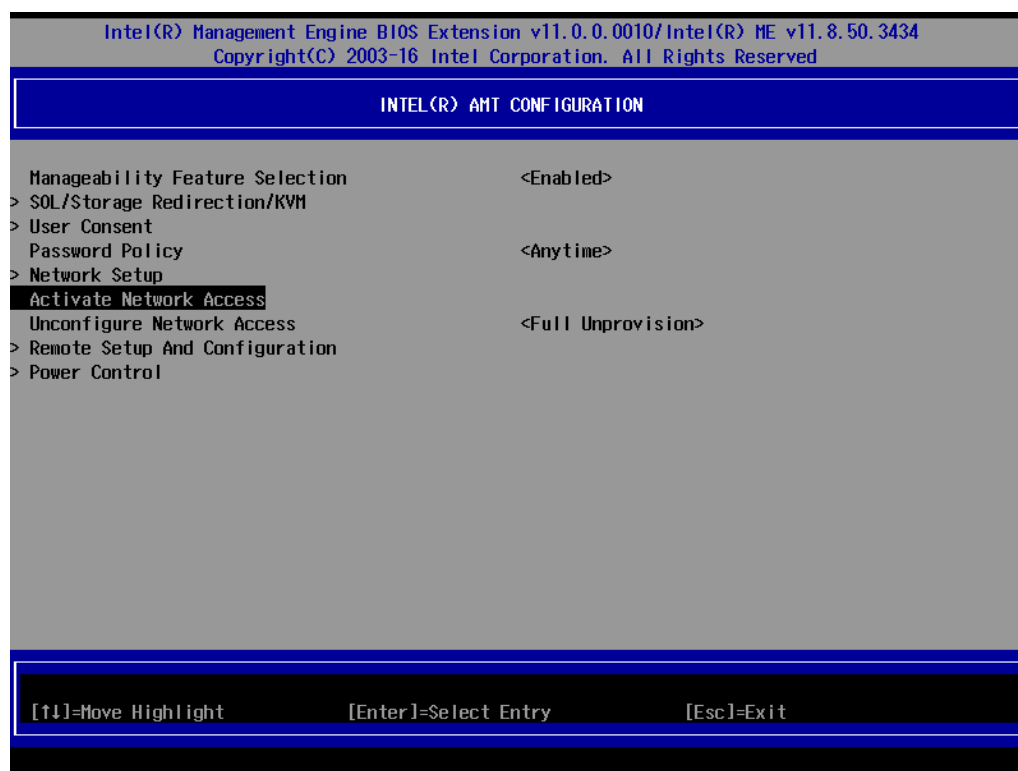 Intel(R) Management Engine BIOS Extension v11.0.0.0010/Intel(R) ME v11.8.50.3434
Copyright(C) 2003-16 Intel Corporation. All Rights Reserved
INTEL(R) AMT CONFIGURATION
Manageability Feature Selection <Enabled>
> SOL/Storage Redirection/KVM
> User Consent
Password Policy <Anytime>
> Network Setup
Activate Network Access
Unconfigure Network Access <Full Unprovision>
> Remote Setup And Configuration
> Power Control
[↑↓]=Move Highlight [Enter]=Select Entry [Esc]=Exit